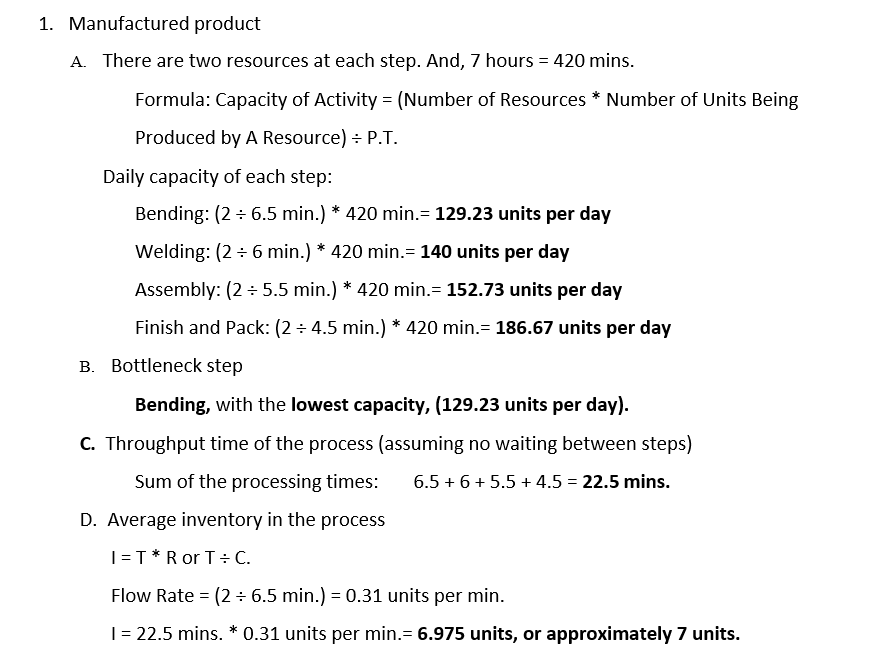 1. Manufactured product
A. There are two resources at each step. And, 7 hours = 420 mins.
Formula: Capacity of Activity = (Number of Resources * Number of Units Being
Produced by A Resource) ÷ P.T.
Daily capacity of each step:
Bending: (2 ÷ 6.5 min.) * 420 min.= 129.23 units per day
Welding: (2 ÷ 6 min.) * 420 min.= 140 units per day
Assembly: (2 ÷ 5.5 min.) * 420 min.= 152.73 units per day
Finish and Pack: (2 ÷ 4.5 min.) * 420 min.= 186.67 units per day
B. Bottleneck step
Bending, with the lowest capacity, (129.23 units per day).
C. Throughput time of the process (assuming no waiting between steps)
Sum of the processing times: 6.5 + 6 + 5.5 + 4.5 = 22.5 mins.
D. Average inventory in the process
I = T * R or T ÷ C.
Flow Rate = (2 ÷ 6.5 min.) = 0.31 units per min.
I = 22.5 mins. * 0.31 units per min.= 6.975 units, or approximately 7 units.